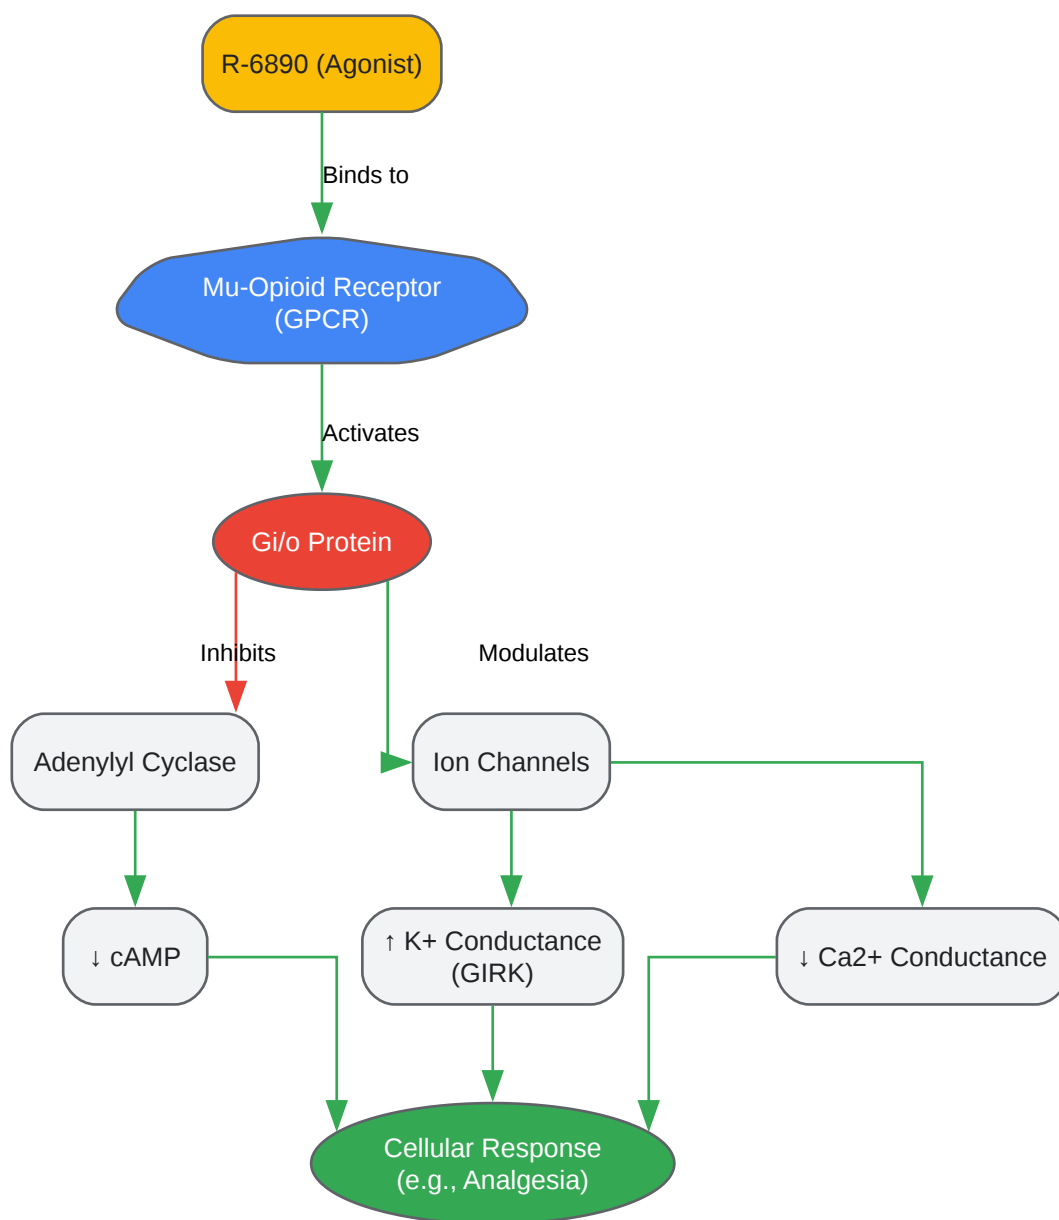 R-6890 (Agonist)
Binds to
Mu-Opioid Receptor
(GPCR)
Activates
Gi/o Protein
Inhibits
Modulates
Adenylyl Cyclase
Ion Channels
↓ cAMP
↑ K+ Conductance
(GIRK)
↓ Ca2+ Conductance
Cellular Response
(e.g., Analgesia)